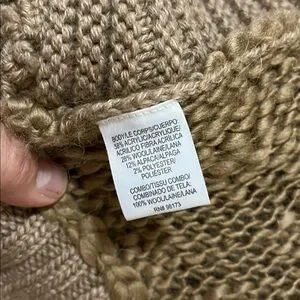 BODY/LE CORPS/CUERPO:
58% ACRYLIC/ACRYLIQUE/
ACRILICO FIBRA ACRILICA
28% WOOL/LAINE/LANA
12% ALPACA/ALPAGA
2% POLYESTER/
POLIÉSTER
COMBO/TISSU COMBO/
COMBINADO DE TELA:
100% WOOL/LAINE/LANA
RN# 98173